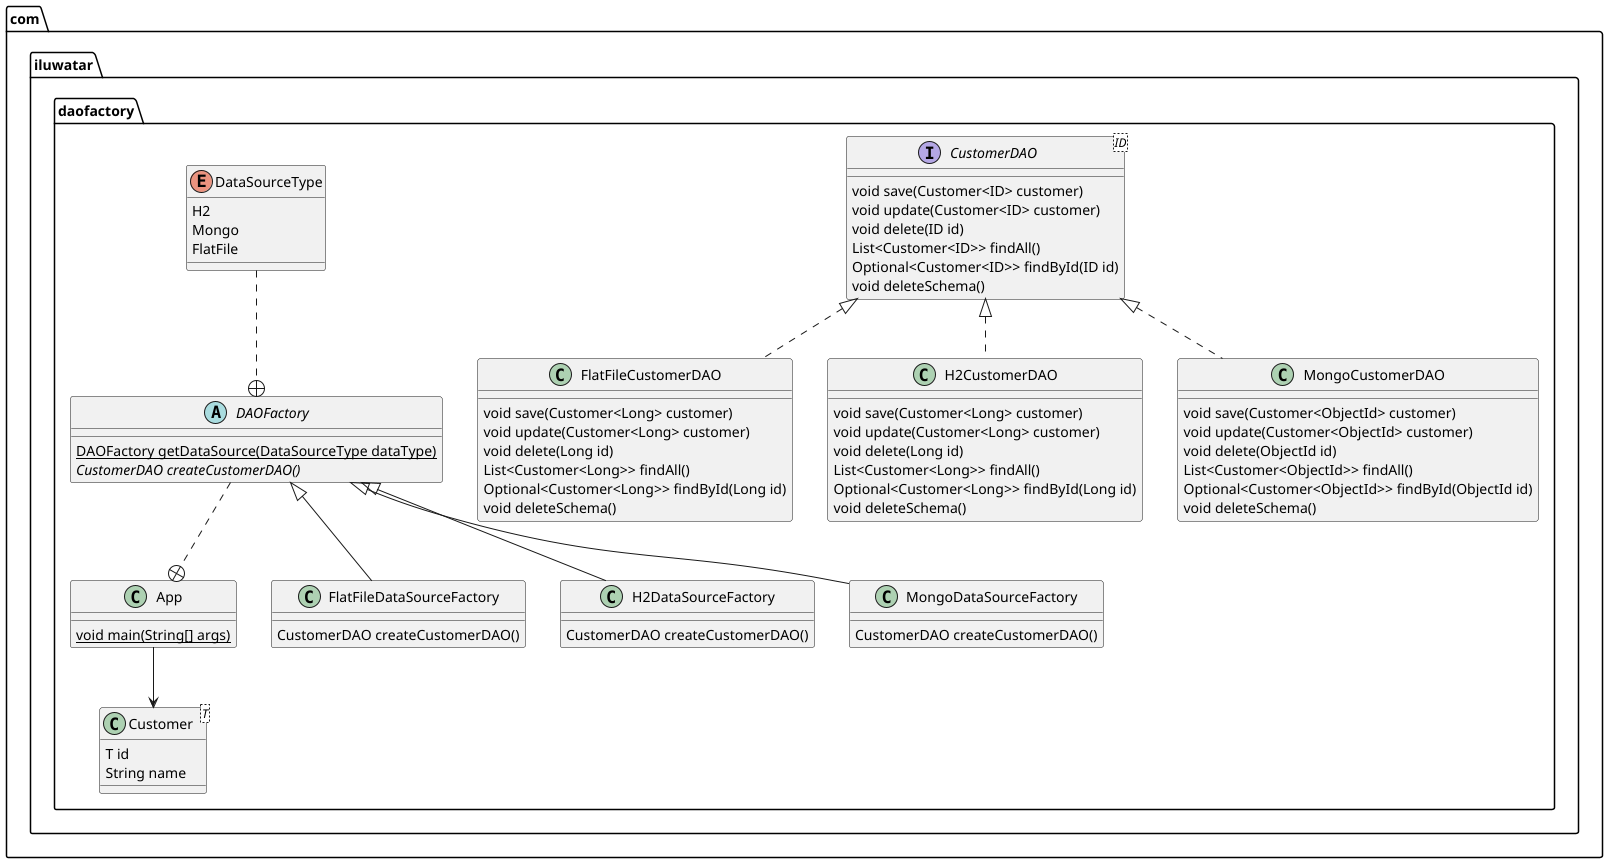 com
iluwatar
daofactory
E DataSourceType
H2
Mongo
FlatFile
I CustomerDAO ID
void save(Customer<ID> customer)
void update(Customer<ID> customer)
void delete(ID id)
List<Customer<ID>> findAll()
Optional<Customer<ID>> findById(ID id)
void deleteSchema()
A DAOFactory
DAOFactory getDataSource(DataSourceType dataType)
CustomerDAO createCustomerDAO()
C FlatFileCustomerDAO
void save(Customer<Long> customer)
void update(Customer<Long> customer)
void delete(Long id)
List<Customer<Long>> findAll()
Optional<Customer<Long>> findById(Long id)
void deleteSchema()
C H2CustomerDAO
void save(Customer<Long> customer)
void update(Customer<Long> customer)
void delete(Long id)
List<Customer<Long>> findAll()
Optional<Customer<Long>> findById(Long id)
void deleteSchema()
C MongoCustomerDAO
void save(Customer<ObjectId> customer)
void update(Customer<ObjectId> customer)
void delete(ObjectId id)
List<Customer<ObjectId>> findAll()
Optional<Customer<ObjectId>> findById(ObjectId id)
void deleteSchema()
C App
void main(String[] args)
C FlatFileDataSourceFactory
CustomerDAO createCustomerDAO()
C H2DataSourceFactory
CustomerDAO createCustomerDAO()
C MongoDataSourceFactory
CustomerDAO createCustomerDAO()
C Customer T
T id
String name